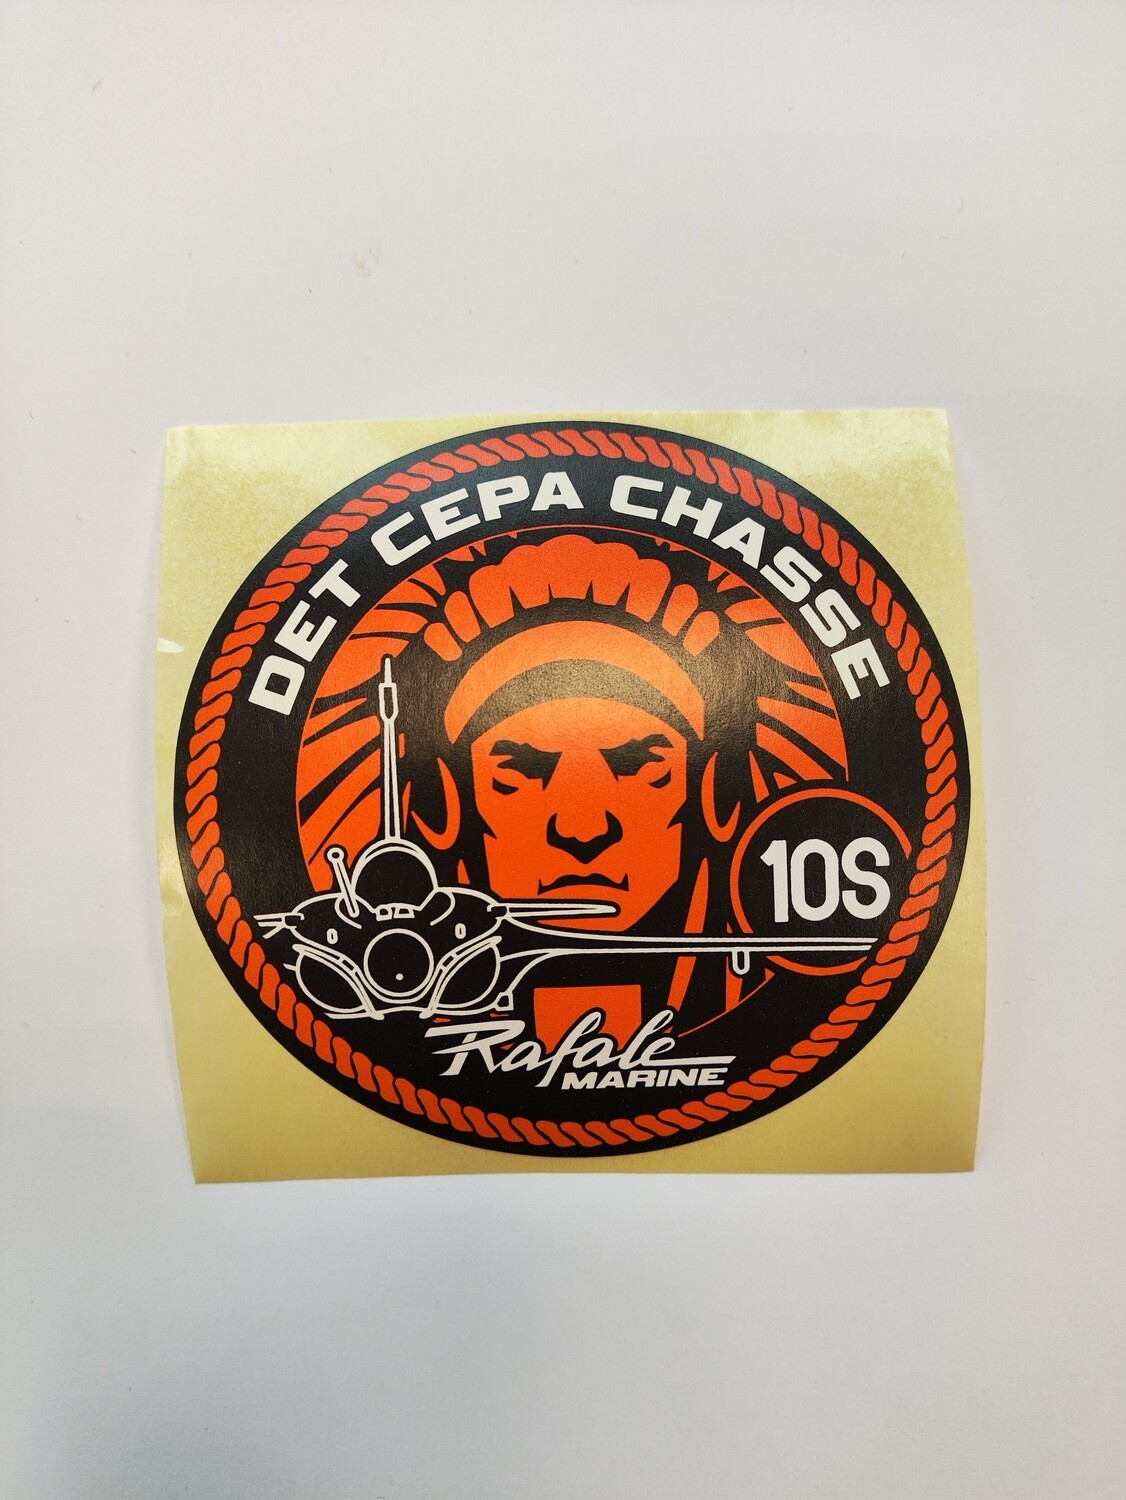 DET CEPA CHASSE
10S
Rafale
MARINE